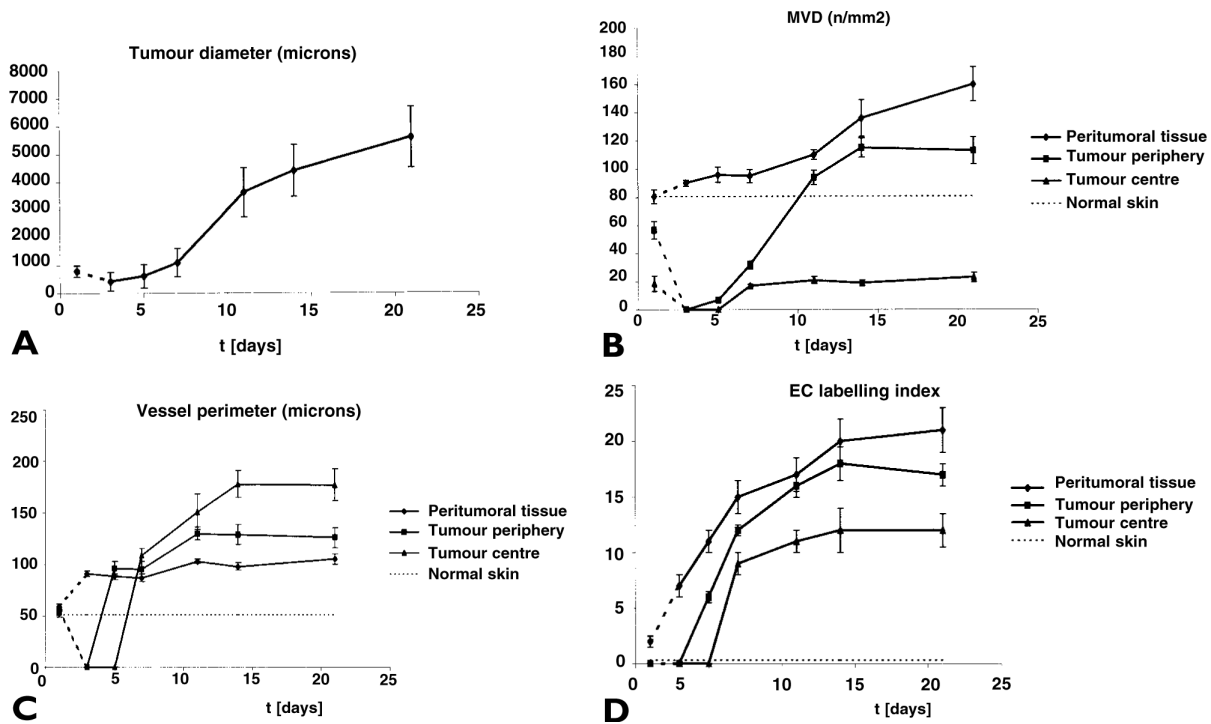 Tumour diameter (microns)
8000
7000
6000
5000
4000
3000
2000
1000
0
0 5 10 15 20 25
t [days]
A
MVD (n/mm2)
200
180
160
140
120
100
80
60
40
20
0
0 5 10 15 20 25
t [days]
B
Peritumoral tissue
Tumour periphery
Tumour centre
Normal skin
Vessel perimeter (microns)
250
200
150
100
50
0
0 5 10 15 20 25
t [days]
C
Peritumoral tissue
Tumour periphery
Tumour centre
Normal skin
EC labelling index
25
20
15
10
5
0
0 5 10 15 20 25
t [days]
D
Peritumoral tissue
Tumour periphery
Tumour centre
Normal skin